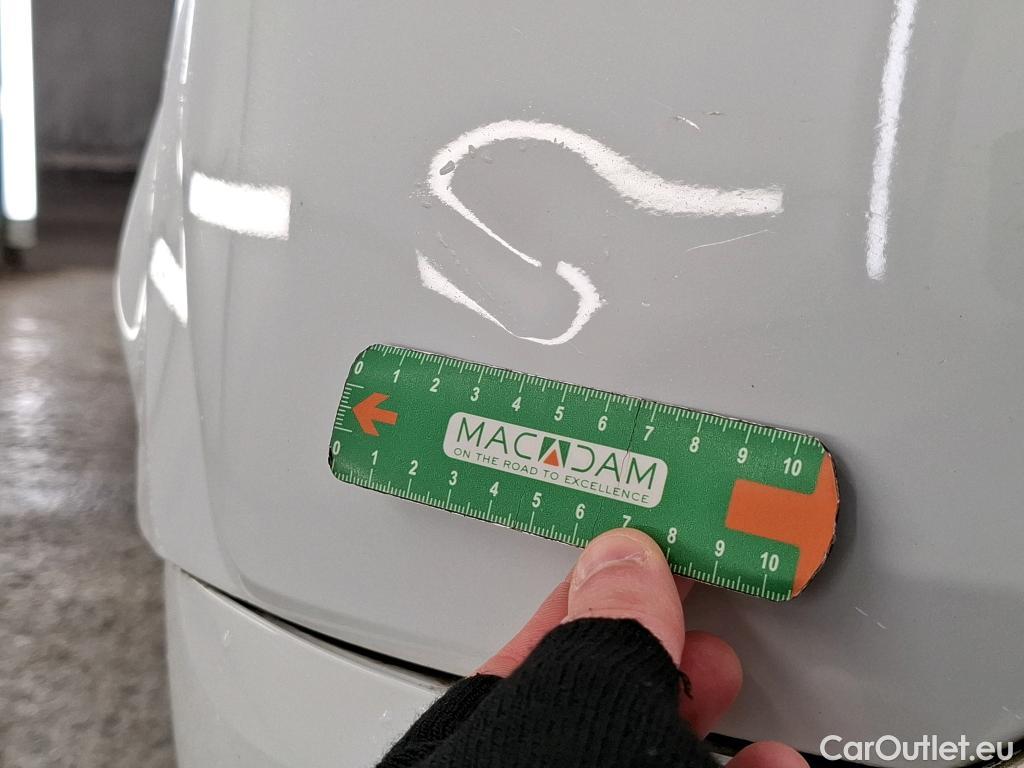 0 1 2 3 4 5 6 7 8 9 10
MACADAM
ON THE ROAD TO EXCELLENCE
0 1 2 3 4 5 6 7 8 9 10
CarOutlet.eu